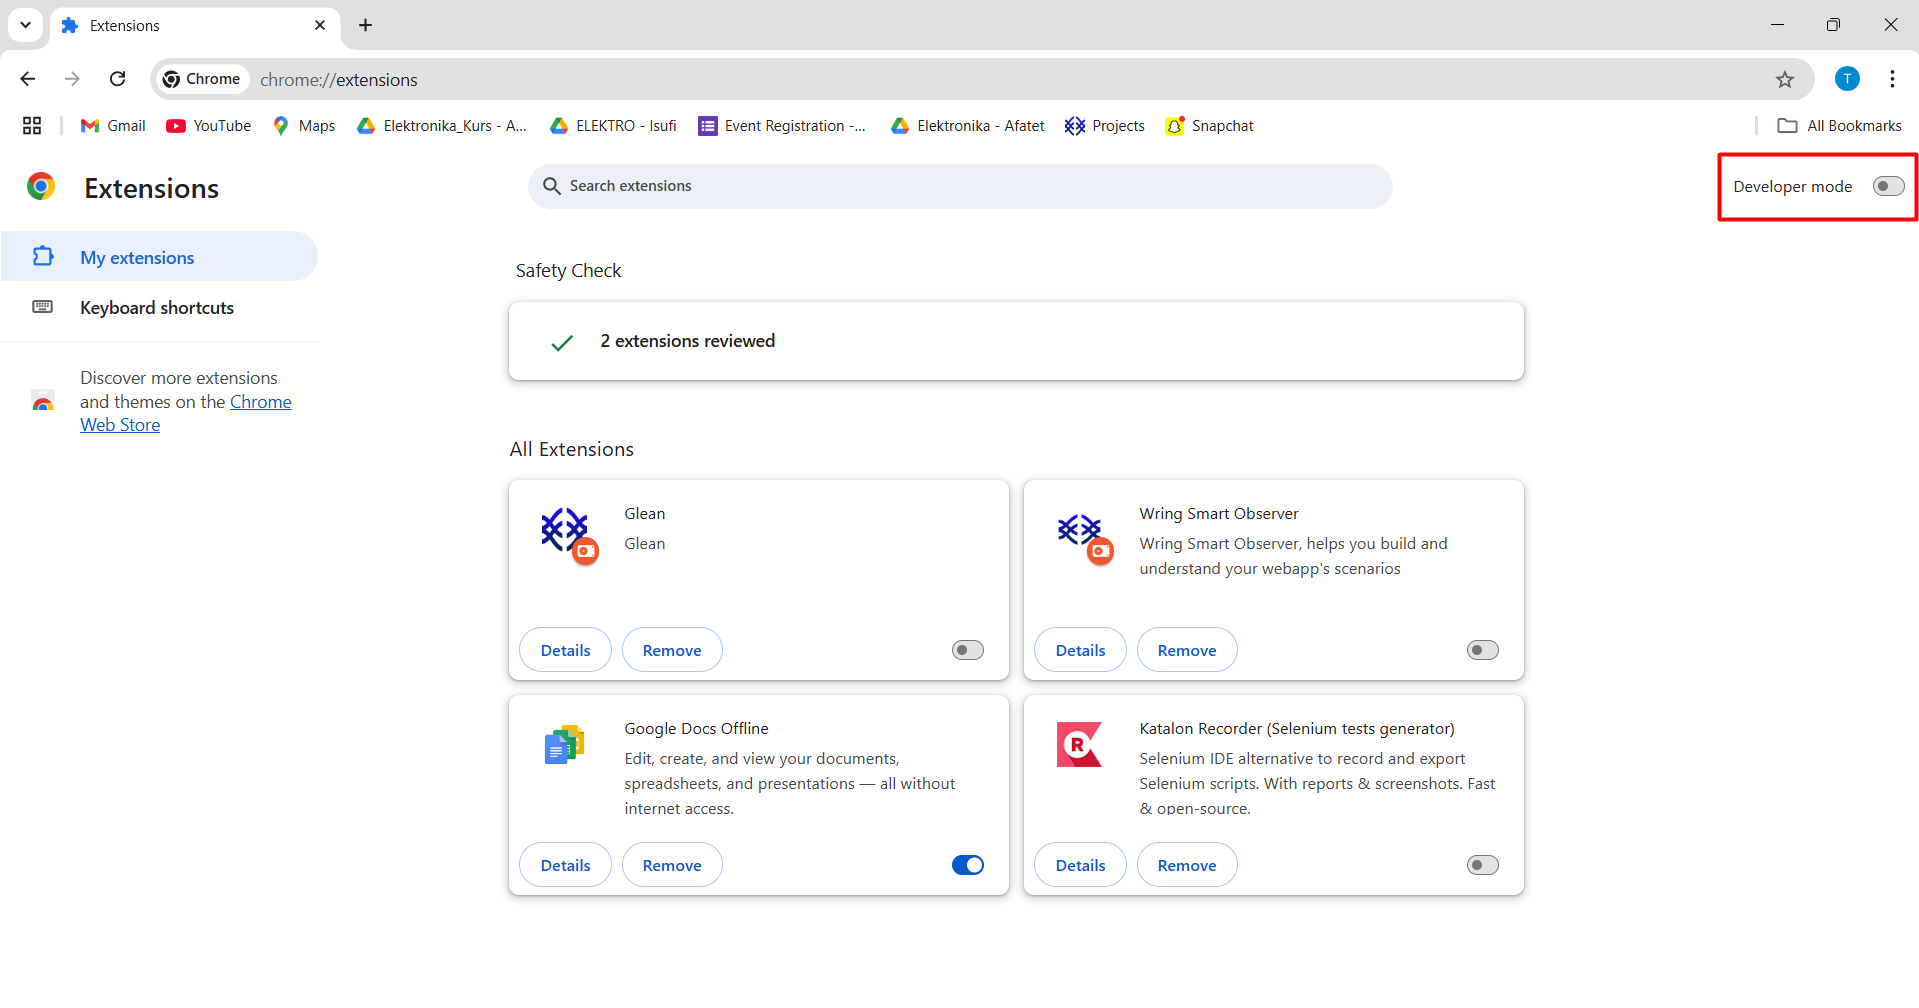 Extensions
Chrome
chrome://extensions
T
Gmail
YouTube
Maps
Elektronika_Kurs - A...
ELEKTRO - Isufi
Event Registration -...
Elektronika - Afatet
Projects
Snapchat
All Bookmarks
Extensions
Search extensions
Developer mode
My extensions
Keyboard shortcuts
Discover more extensions
and themes on the Chrome
Web Store
Safety Check
2 extensions reviewed
All Extensions
Glean
Glean
Details
Remove
Wring Smart Observer
Wring Smart Observer, helps you build and
understand your webapp's scenarios
Details
Remove
Google Docs Offline
Edit, create, and view your documents,
spreadsheets, and presentations — all without
internet access.
Details
Remove
R
Katalon Recorder (Selenium tests generator)
Selenium IDE alternative to record and export
Selenium scripts. With reports & screenshots. Fast
& open-source.
Details
Remove